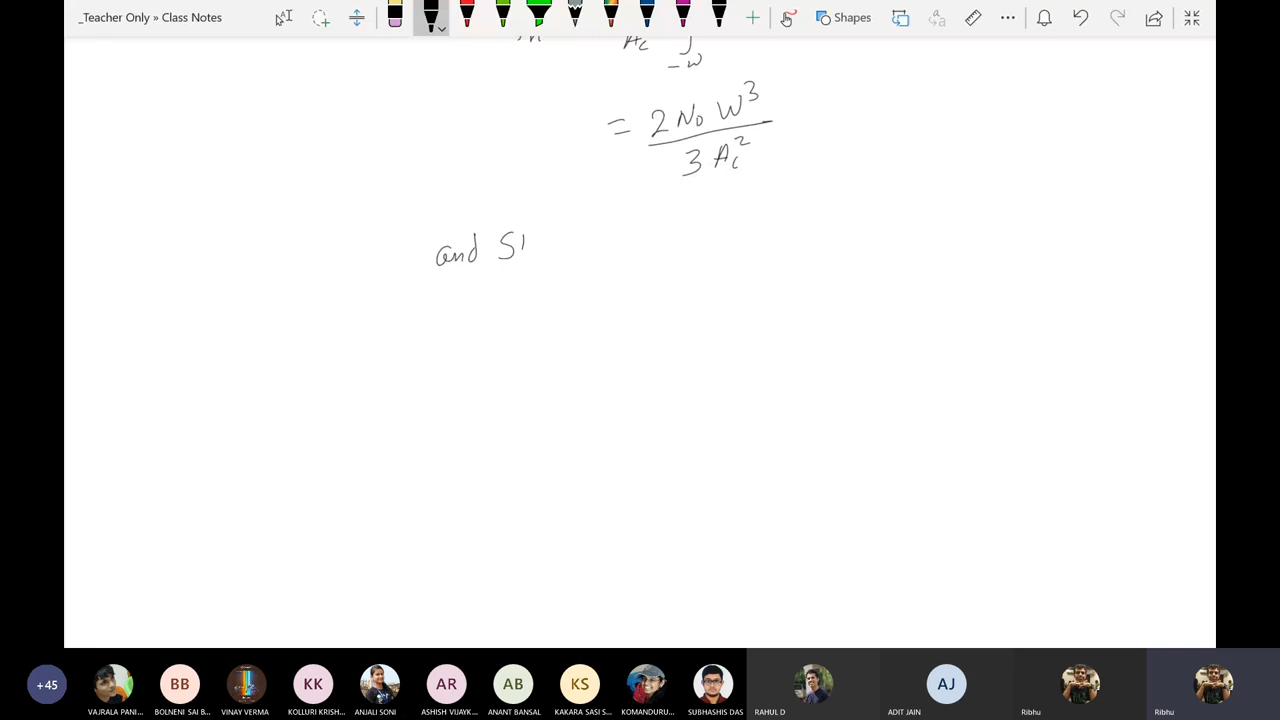 _Teacher Only » Class Notes
Shapes
Ac ∫
-W
= 2 N₀ W³
3 Ac²
and S
+45
BB
KK
AR
AB
KS
AJ
VAJRALA PANI...
BOLNENI SAI B...
VINAY VERMA
KOLLURI KRISH...
ANJALI SONI
ASHISH VIJAYK...
ANANT BANSAL
KAKARA SASI S...
KOMANDURU...
SUBHASHIS DAS
RAHUL D
ADIT JAIN
Ribhu
Ribhu